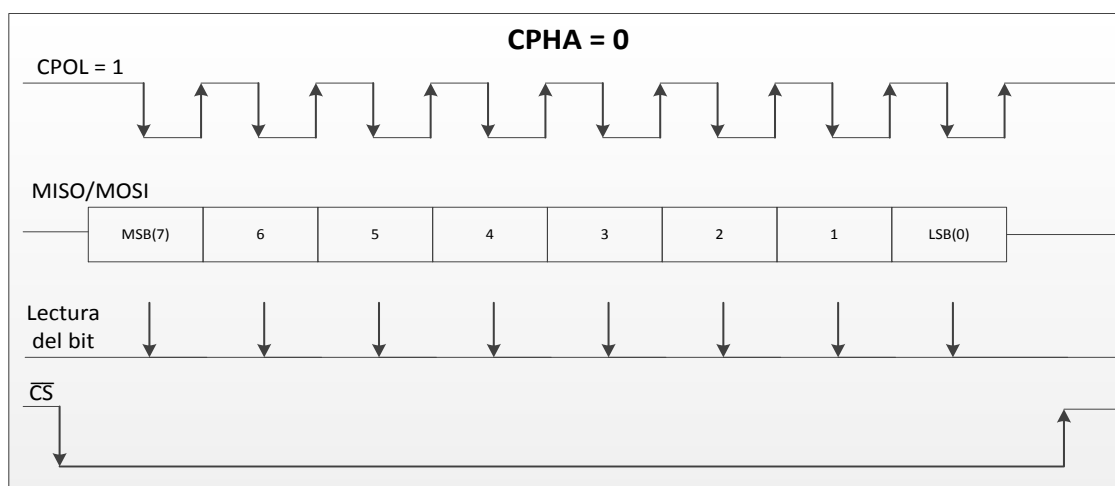 CPHA = 0
CPOL = 1
MISO/MOSI
MSB(7) 6 5 4 3 2 1 LSB(0)
Lectura
del bit
C̅S̅